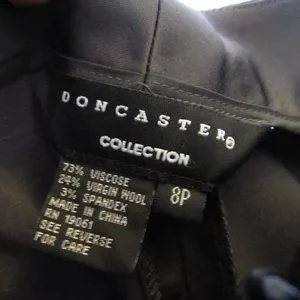 DONCASTER®
COLLECTION
73% VISCOSE
24% VIRGIN WOOL
3% SPANDEX
MADE IN CHINA
RN 19061
SEE REVERSE
FOR CARE
8P